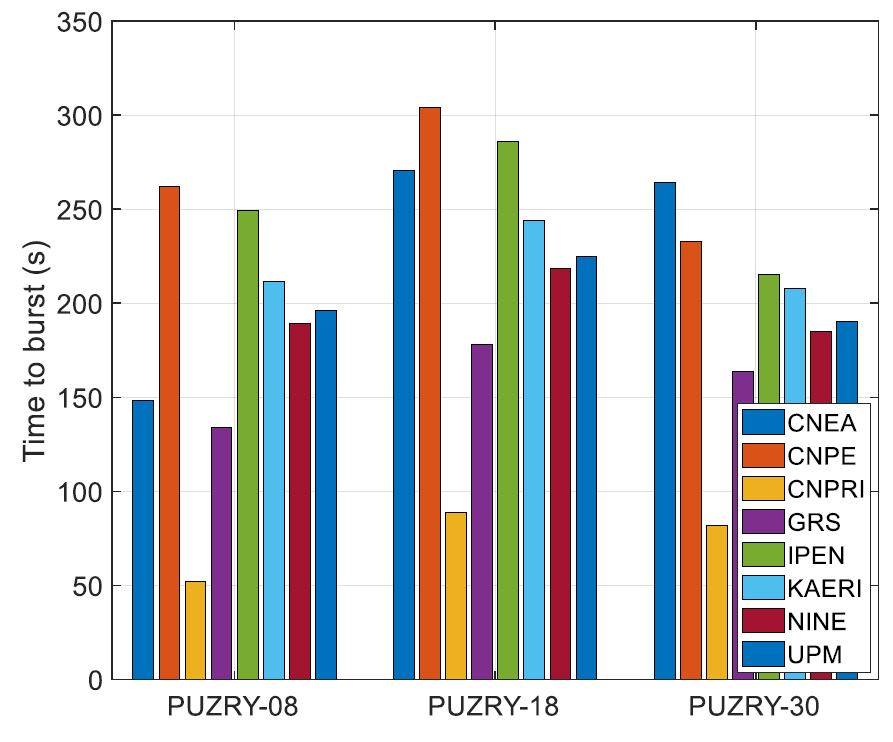 350
300
250
200
150
100
50
0
Time to burst (s)
PUZRY-08 PUZRY-18 PUZRY-30
CNEA
CNPE
CNPRI
GRS
IPEN
KAERI
NINE
UPM